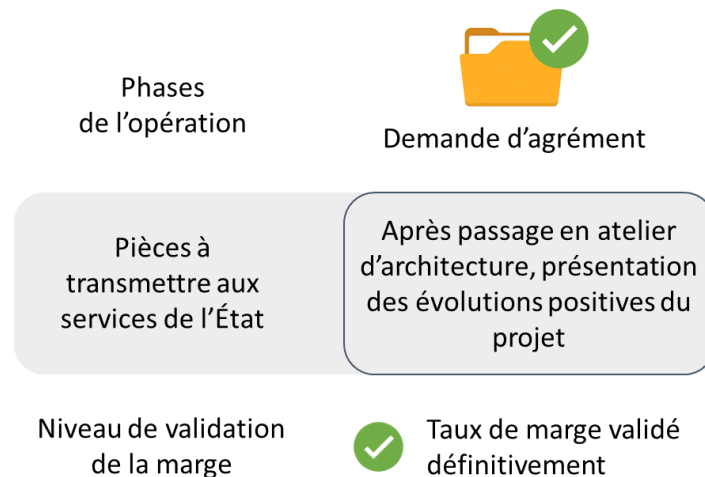 Phases
de l’opération
Demande d’agrément
Pièces à
transmettre aux
services de l’État
Après passage en atelier
d’architecture, présentation
des évolutions positives du
projet
Niveau de validation
de la marge
Taux de marge validé
définitivement